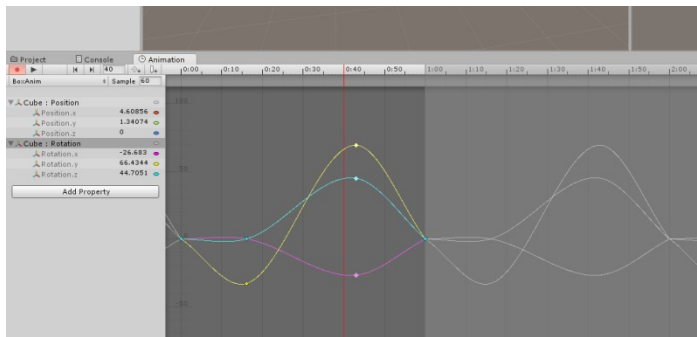 Project Console Animation
40 0:00 0:10 0:20 0:30 0:40 0:50 1:00 1:10 1:20 1:30 1:40 1:50 2:00
BoxAnim Sample 60
Cube : Position
Position.x 4.60856
Position.y 1.34074
Position.z 0
Cube : Rotation
Rotation.x -26.683
Rotation.y 66.4344
Rotation.z 44.7051
Add Property
100
50
0
-50